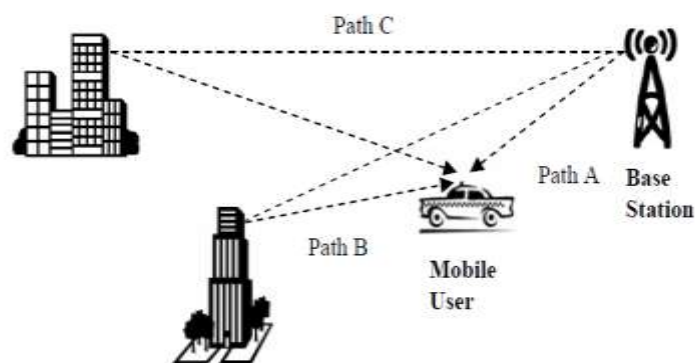 Path C
Path A
Base
Station
Path B
Mobile
User